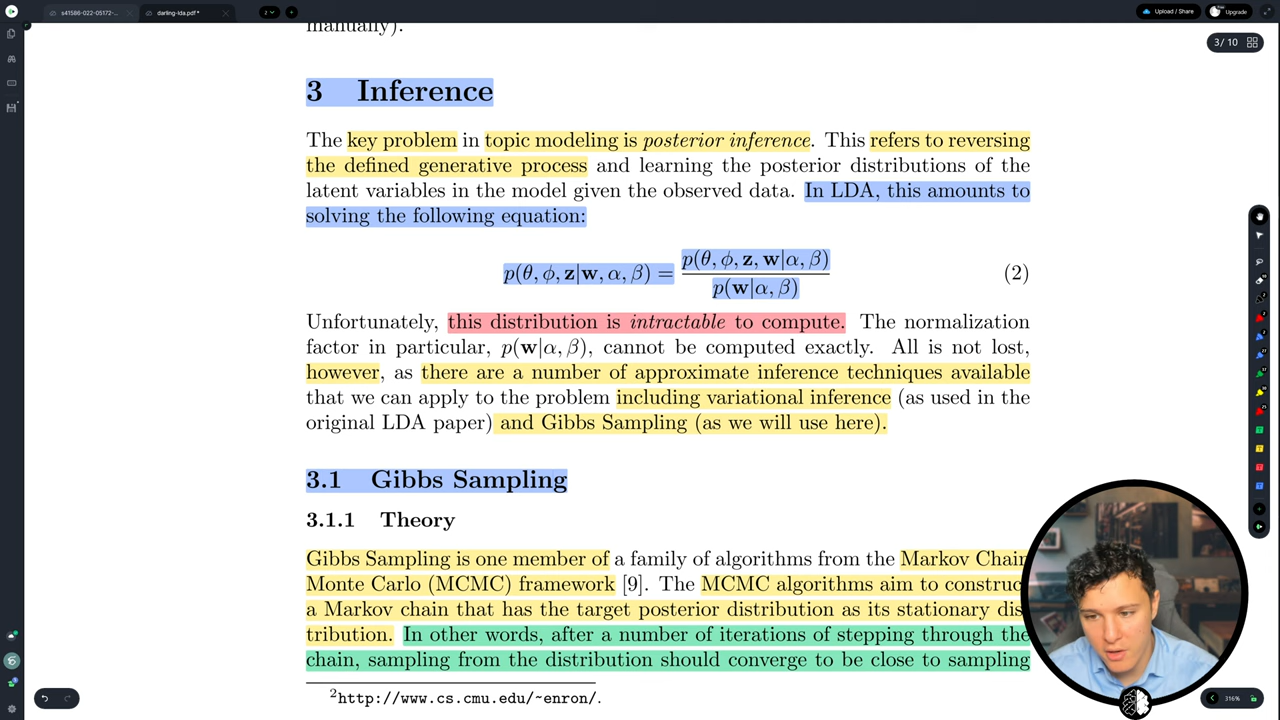 s41586-022-05172-...
darling-lda.pdf*
2
Upload / Share
Upgrade
manually).
3/10
3 Inference
The key problem in topic modeling is posterior inference. This refers to reversing
the defined generative process and learning the posterior distributions of the
latent variables in the model given the observed data. In LDA, this amounts to
solving the following equation:
p(θ, ϕ, z|w, α, β) = p(θ, ϕ, z, w|α, β) / p(w|α, β) (2)
Unfortunately, this distribution is intractable to compute. The normalization
factor in particular, p(w|α, β), cannot be computed exactly. All is not lost,
however, as there are a number of approximate inference techniques available
that we can apply to the problem including variational inference (as used in the
original LDA paper) and Gibbs Sampling (as we will use here).
3.1 Gibbs Sampling
3.1.1 Theory
Gibbs Sampling is one member of a family of algorithms from the Markov Chain
Monte Carlo (MCMC) framework [9]. The MCMC algorithms aim to construc
a Markov chain that has the target posterior distribution as its stationary dis
tribution. In other words, after a number of iterations of stepping through the
chain, sampling from the distribution should converge to be close to sampling
2http://www.cs.cmu.edu/~enron/.
316%